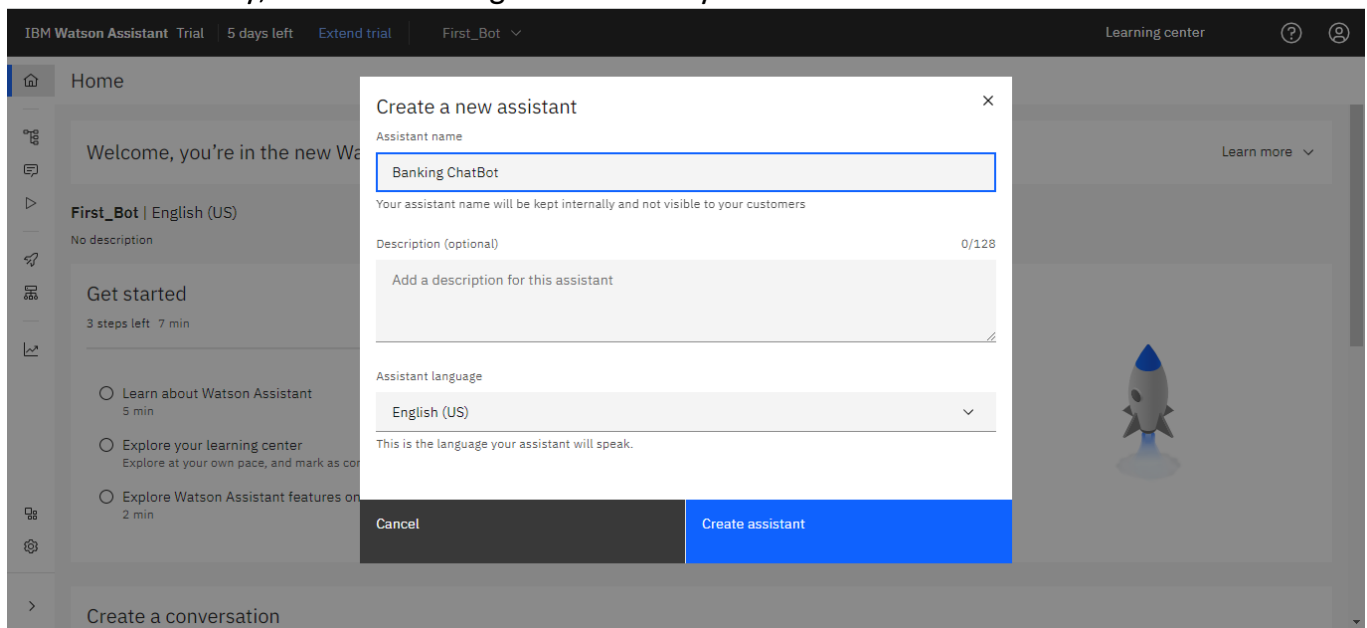 IBM Watson Assistant Trial 5 days left Extend trial First_Bot Learning center
Home
Welcome, you're in the new Wa
Learn more
First_Bot | English (US)
No description
Get started
3 steps left 7 min
Learn about Watson Assistant
5 min
Explore your learning center
Explore at your own pace, and mark as cor
Explore Watson Assistant features on
2 min
Create a conversation
Create a new assistant
Assistant name
Banking ChatBot
Your assistant name will be kept internally and not visible to your customers
Description (optional) 0/128
Add a description for this assistant
Assistant language
English (US)
This is the language your assistant will speak.
Cancel Create assistant